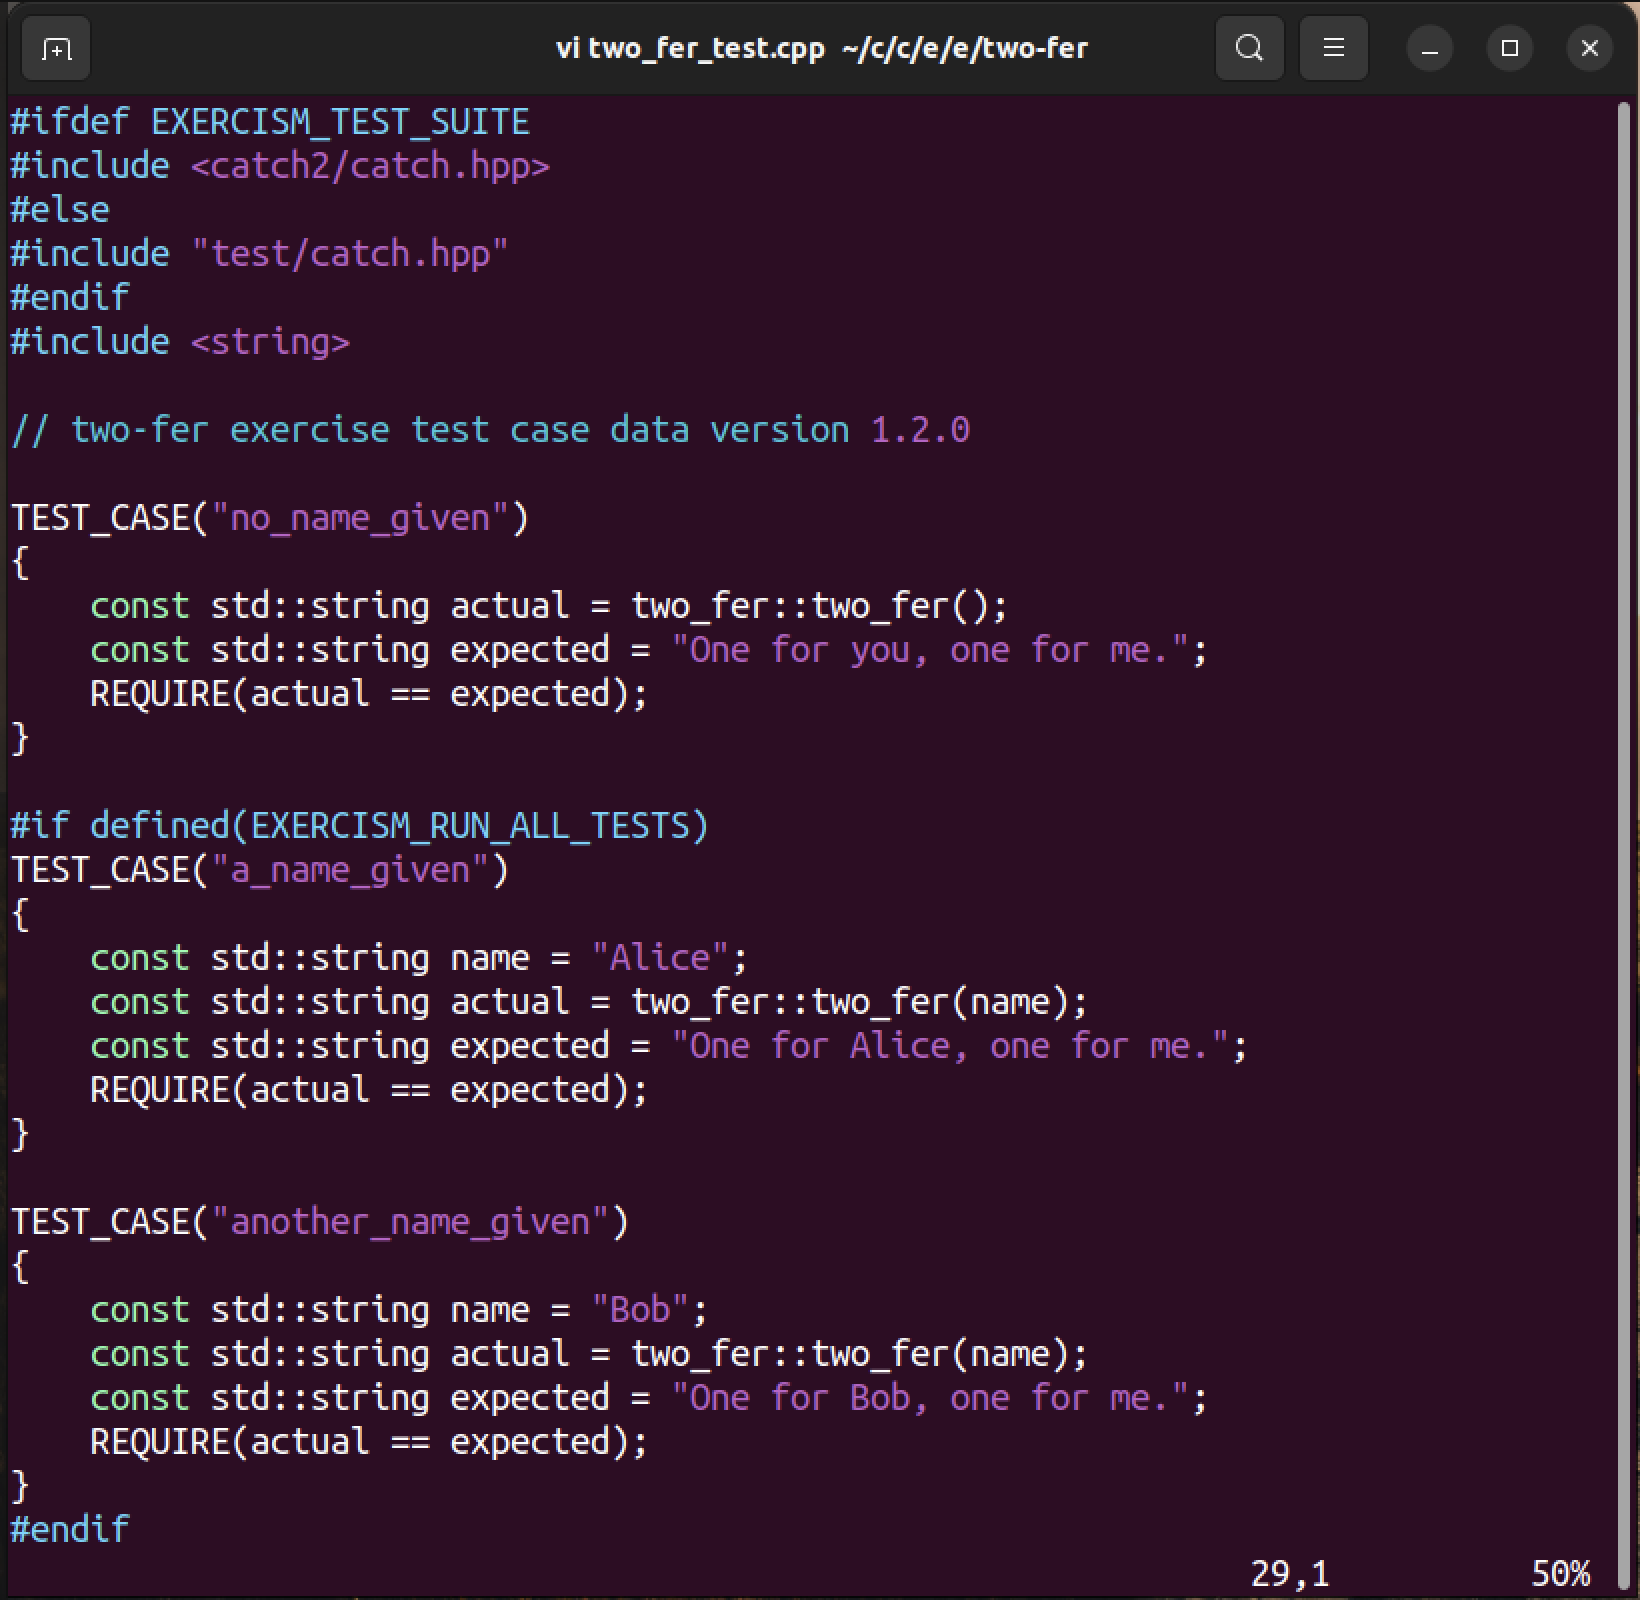 vi two_fer_test.cpp ~/c/c/e/e/two-fer
#ifdef EXERCISM_TEST_SUITE
#include <catch2/catch.hpp>
#else
#include "test/catch.hpp"
#endif
#include <string>
// two-fer exercise test case data version 1.2.0
TEST_CASE("no_name_given")
{
    const std::string actual = two_fer::two_fer();
    const std::string expected = "One for you, one for me.";
    REQUIRE(actual == expected);
}
#if defined(EXERCISM_RUN_ALL_TESTS)
TEST_CASE("a_name_given")
{
    const std::string name = "Alice";
    const std::string actual = two_fer::two_fer(name);
    const std::string expected = "One for Alice, one for me.";
    REQUIRE(actual == expected);
}
TEST_CASE("another_name_given")
{
    const std::string name = "Bob";
    const std::string actual = two_fer::two_fer(name);
    const std::string expected = "One for Bob, one for me.";
    REQUIRE(actual == expected);
}
#endif
29,1 50%